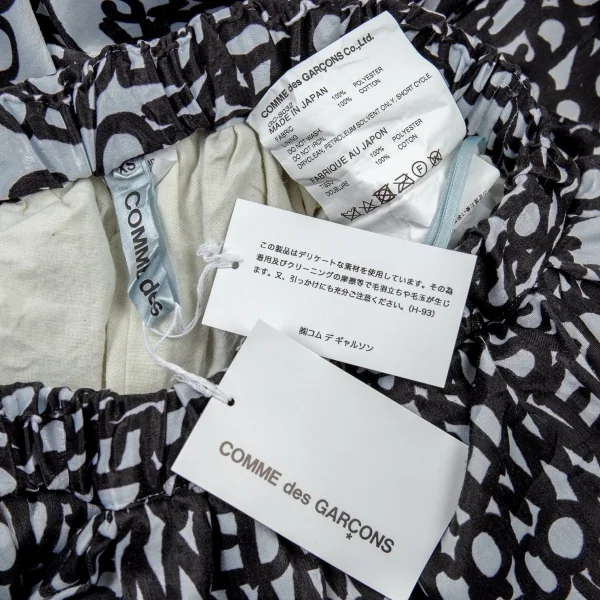 COMME des GARÇONS Co.,Ltd.
MADE IN JAPAN
FABRIC 100% POLYESTER
LINING 100% COTTON
DO NOT WASH.
DO NOT IRON.
DRYCLEAN, PETROLEUM SOLVENT ONLY, SHORT CYCLE.
FABRIQUE AU JAPON
TISSU 100% POLYESTER
DOUBLURE 100% COTTON
COMME des
この製品はデリケートな素材を使用しています。その為
着用及びクリーニングの摩擦等で毛羽立ちや毛玉が生じ
ます。又、引っかけにも充分ご注意ください。(H-93)
㈱コム デ ギャルソン
COMME des GARÇONS
*